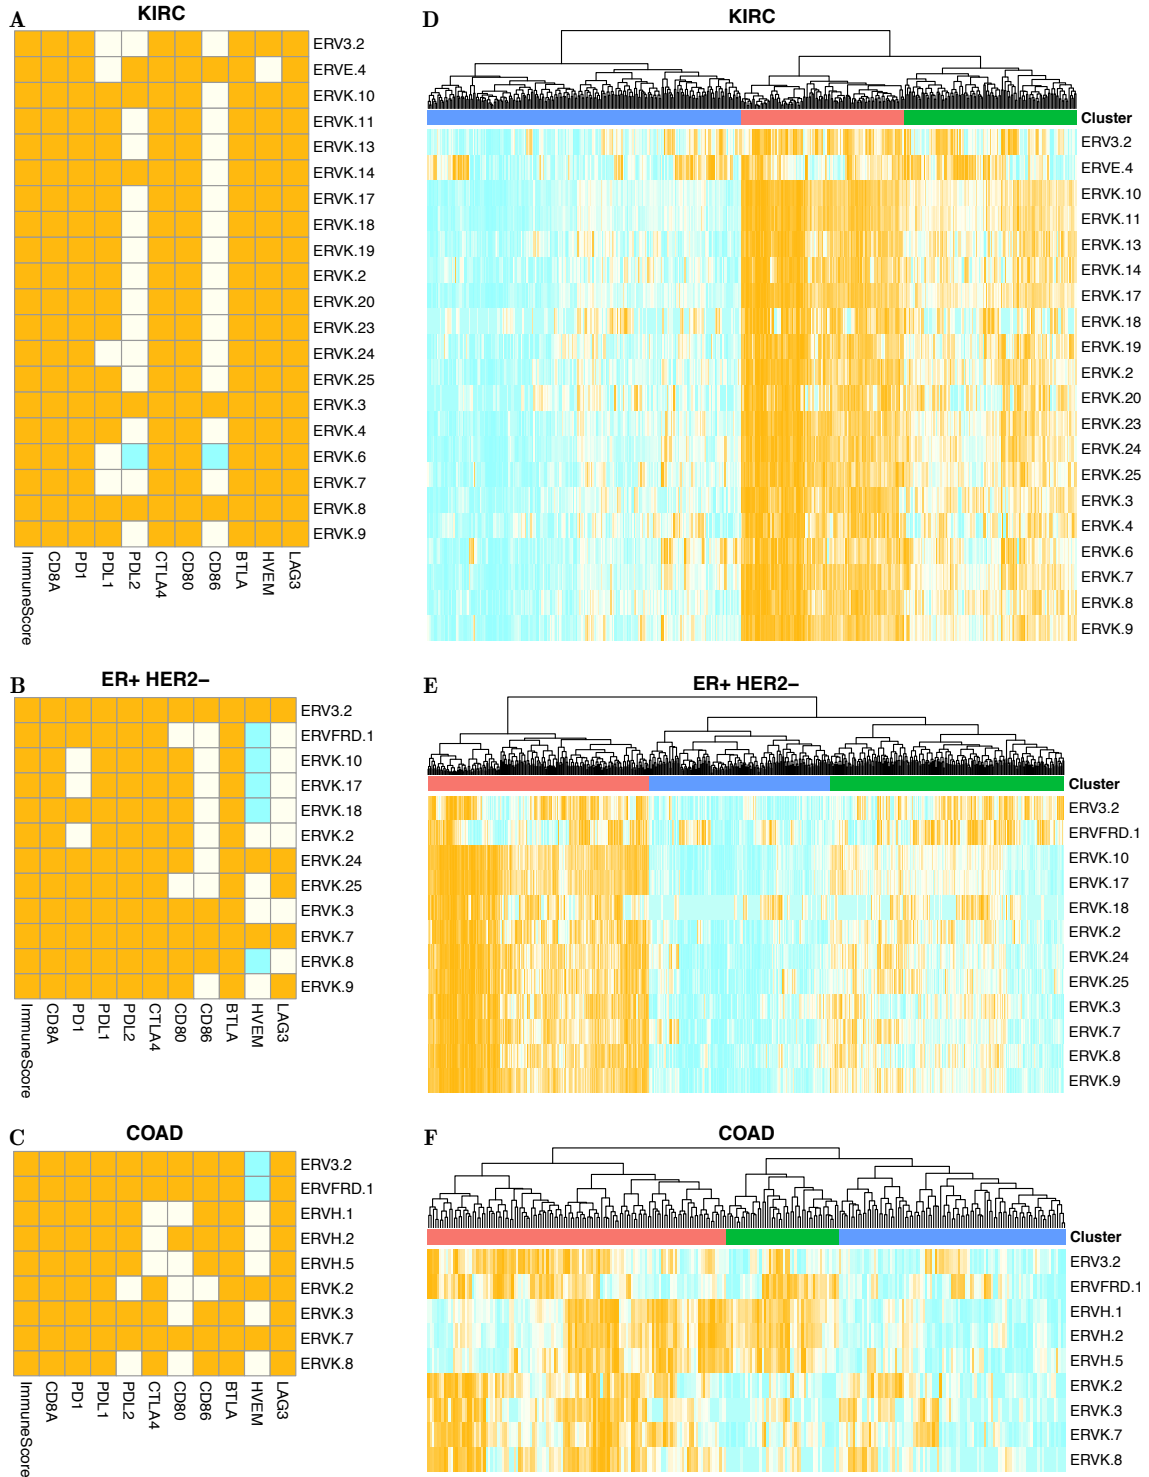 A
KIRC
ERV3.2
ERVE.4
ERVK.10
ERVK.11
ERVK.13
ERVK.14
ERVK.17
ERVK.18
ERVK.19
ERVK.2
ERVK.20
ERVK.23
ERVK.24
ERVK.25
ERVK.3
ERVK.4
ERVK.6
ERVK.7
ERVK.8
ERVK.9
ImmuneScore
CD8A
PD1
PDL1
PDL2
CTLA4
CD80
CD86
BTLA
HVEM
LAG3
D
KIRC
Cluster
ERV3.2
ERVE.4
ERVK.10
ERVK.11
ERVK.13
ERVK.14
ERVK.17
ERVK.18
ERVK.19
ERVK.2
ERVK.20
ERVK.23
ERVK.24
ERVK.25
ERVK.3
ERVK.4
ERVK.6
ERVK.7
ERVK.8
ERVK.9
B
ER+ HER2−
ERV3.2
ERVFRD.1
ERVK.10
ERVK.17
ERVK.18
ERVK.2
ERVK.24
ERVK.25
ERVK.3
ERVK.7
ERVK.8
ERVK.9
ImmuneScore
CD8A
PD1
PDL1
PDL2
CTLA4
CD80
CD86
BTLA
HVEM
LAG3
E
ER+ HER2−
Cluster
ERV3.2
ERVFRD.1
ERVK.10
ERVK.17
ERVK.18
ERVK.2
ERVK.24
ERVK.25
ERVK.3
ERVK.7
ERVK.8
ERVK.9
C
COAD
ERV3.2
ERVFRD.1
ERVH.1
ERVH.2
ERVH.5
ERVK.2
ERVK.3
ERVK.7
ERVK.8
ImmuneScore
CD8A
PD1
PDL1
PDL2
CTLA4
CD80
CD86
BTLA
HVEM
LAG3
F
COAD
Cluster
ERV3.2
ERVFRD.1
ERVH.1
ERVH.2
ERVH.5
ERVK.2
ERVK.3
ERVK.7
ERVK.8